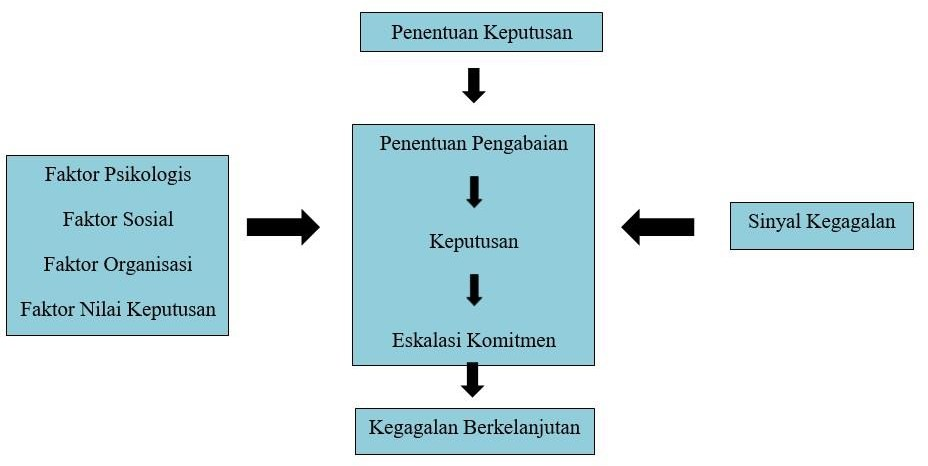 Penentuan Keputusan
Faktor Psikologis
Faktor Sosial
Faktor Organisasi
Faktor Nilai Keputusan
Penentuan Pengabaian
Keputusan
Eskalasi Komitmen
Sinyal Kegagalan
Kegagalan Berkelanjutan